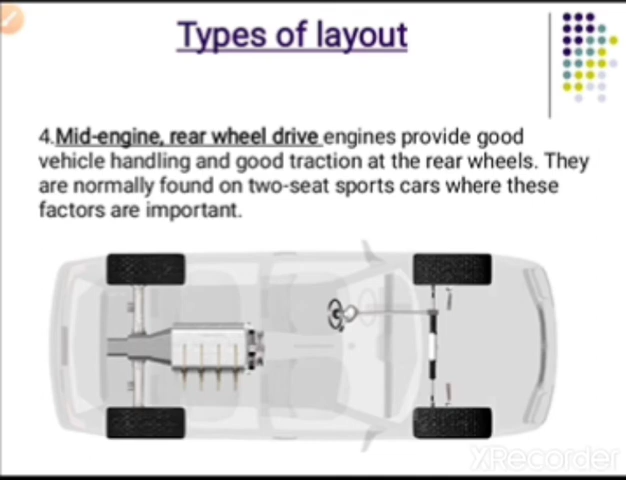 Types of layout
4.Mid-engine, rear wheel drive engines provide good
vehicle handling and good traction at the rear wheels. They
are normally found on two-seat sports cars where these
factors are important.
XRecorder